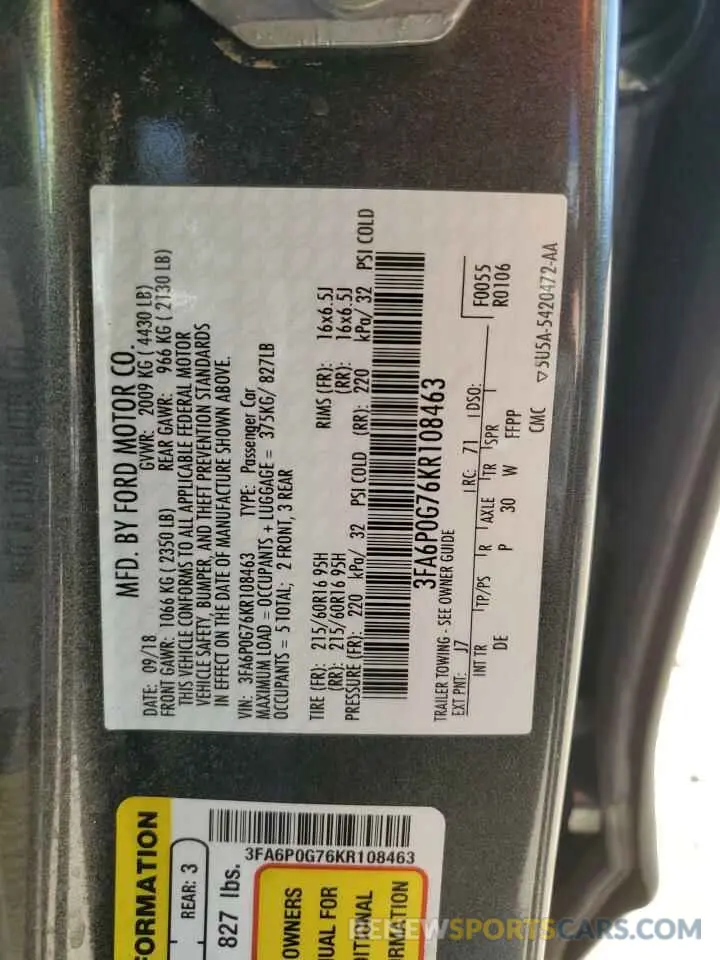 MFD. BY FORD MOTOR CO.
DATE: 09/18 GVWR: 2009 KG ( 4430 LB)
FRONT GAWR: 1066 KG ( 2350 LB) REAR GAWR: 966 KG ( 2130 LB)
THIS VEHICLE CONFORMS TO ALL APPLICABLE FEDERAL MOTOR
VEHICLE SAFETY, BUMPER, AND THEFT PREVENTION STANDARDS
IN EFFECT ON THE DATE OF MANUFACTURE SHOWN ABOVE.
VIN: 3FA6P0G76KR108463 TYPE: Passenger Car
MAXIMUM LOAD = OCCUPANTS + LUGGAGE = 375KG/ 827LB
OCCUPANTS = 5 TOTAL; 2 FRONT, 3 REAR
TIRE (FR): 215/60R16 95H RIMS (FR): 16x6.5J
(RR): 215/60R16 95H (RR): 16x6.5J
PRESSURE (FR): 220 kPa/ 32 PSI COLD (RR): 220 kPa/ 32 PSI COLD
3FA6P0G76KR108463
TRAILER TOWING - SEE OWNER GUIDE
EXT PNT: J7 RC: 71 DSO: F0055
R0106
INT TR TP/PS R AXLE TR SPR
DE P 30 W FFPP
CMC ▽5U5A-5420472-AA
FORMATION
REAR: 3
827 lbs.
3FA6P0G76KR108463
OWNERS
UAL FOR
DITIONAL
RMATION
RENEWSPORTSCARS.COM